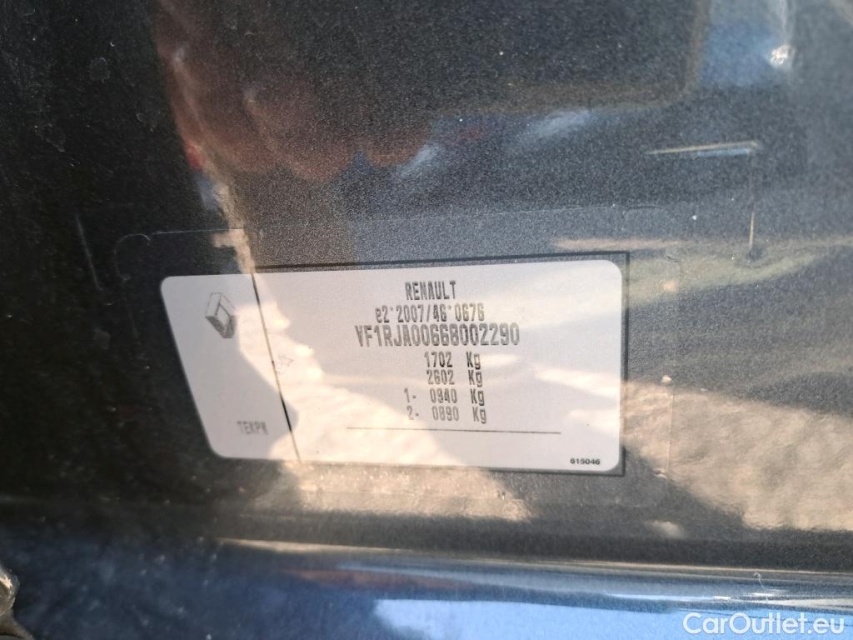 RENAULT
e2*2007/46*0676
VF1RJA00668002290
1702 Kg
2602 Kg
1- 0940 Kg
2- 0890 Kg
TEKPN
615046
CarOutlet.eu